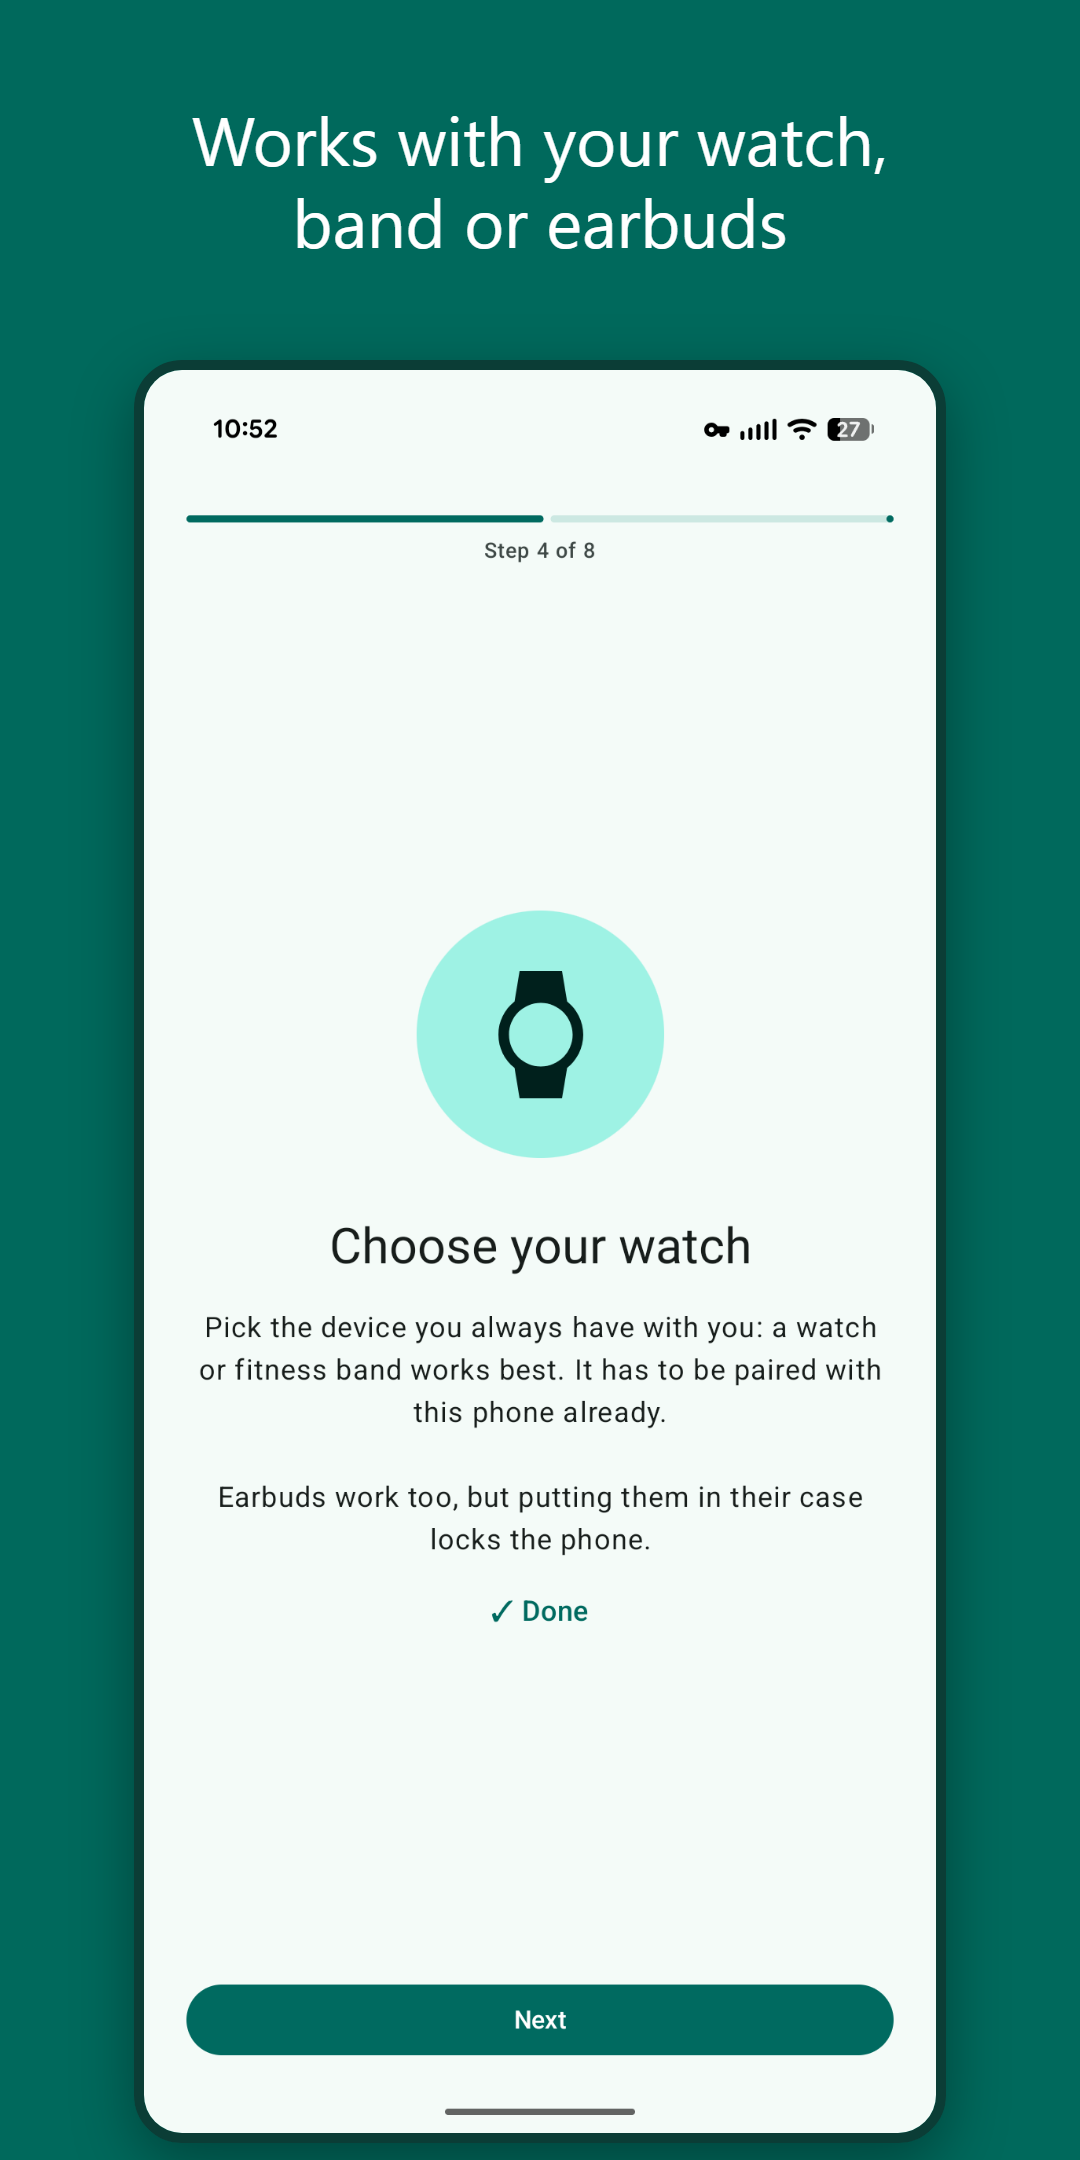 Works with your watch,
band or earbuds
10:52
27
Step 4 of 8
Choose your watch
Pick the device you always have with you: a watch
or fitness band works best. It has to be paired with
this phone already.
Earbuds work too, but putting them in their case
locks the phone.
✓ Done
Next